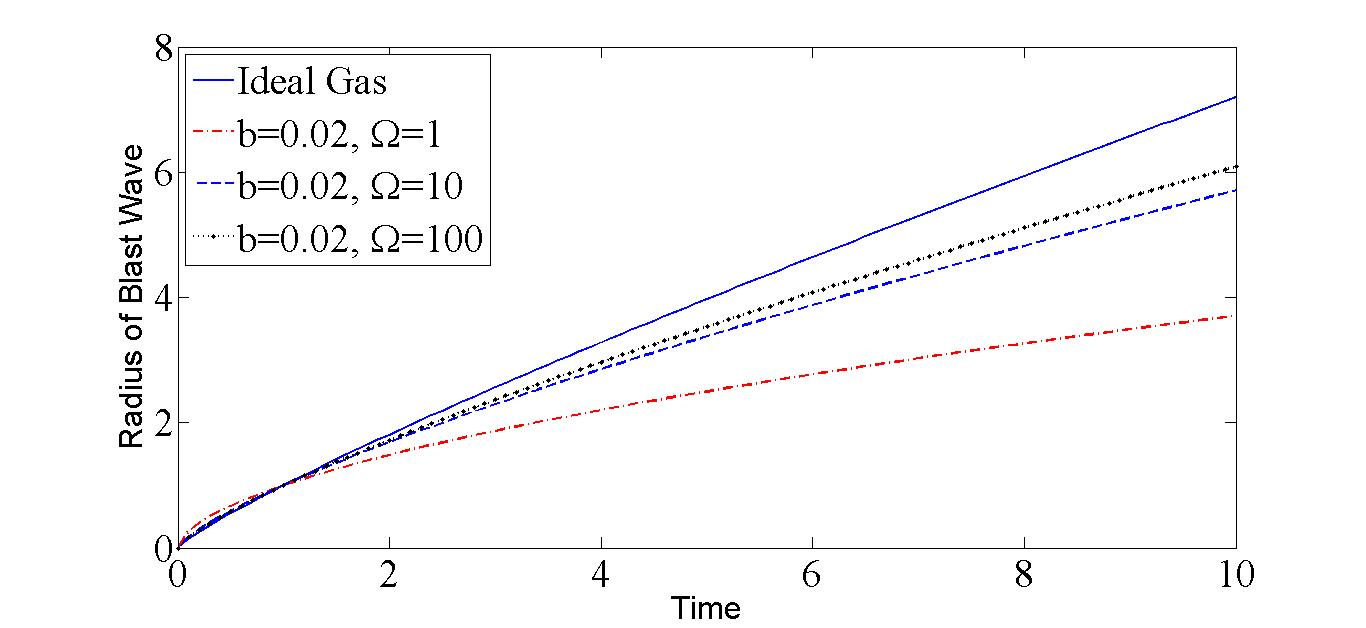 8
6
4
2
0
Radius of Blast Wave
Ideal Gas
b=0.02, Ω=1
b=0.02, Ω=10
b=0.02, Ω=100
0 2 4 6 8 10
Time